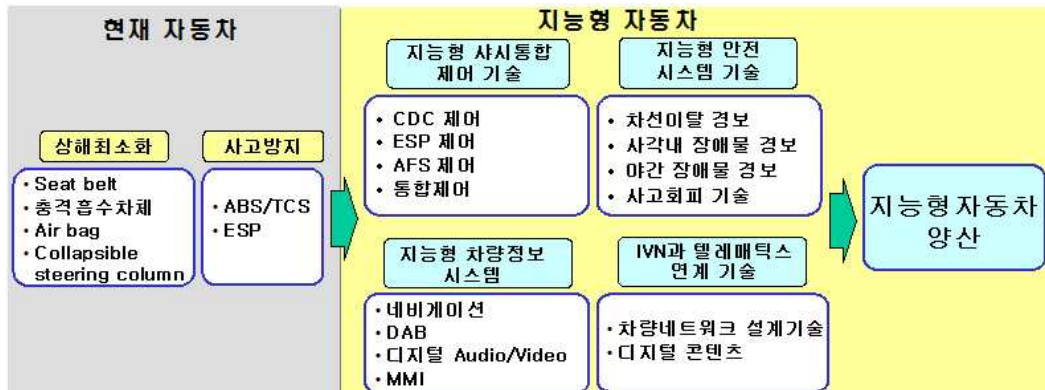 현재 자동차
상해최소화
• Seat belt
• 충격흡수차체
• Air bag
• Collapsible
steering column
사고방지
• ABS/TCS
• ESP
지능형 자동차
지능형 샤시통합
제어 기술
• CDC 제어
• ESP 제어
• AFS 제어
• 통합제어
지능형 안전
시스템 기술
• 차선이탈 경보
• 사각내 장애물 경보
• 야간 장애물 경보
• 사고회피 기술
지능형 차량정보
시스템
• 네비게이션
• DAB
• 디지털 Audio/Video
• MMI
IVN과 텔레매틱스
연계 기술
• 차량네트워크 설계기술
• 디지털 콘텐츠
지능형자동차
양산